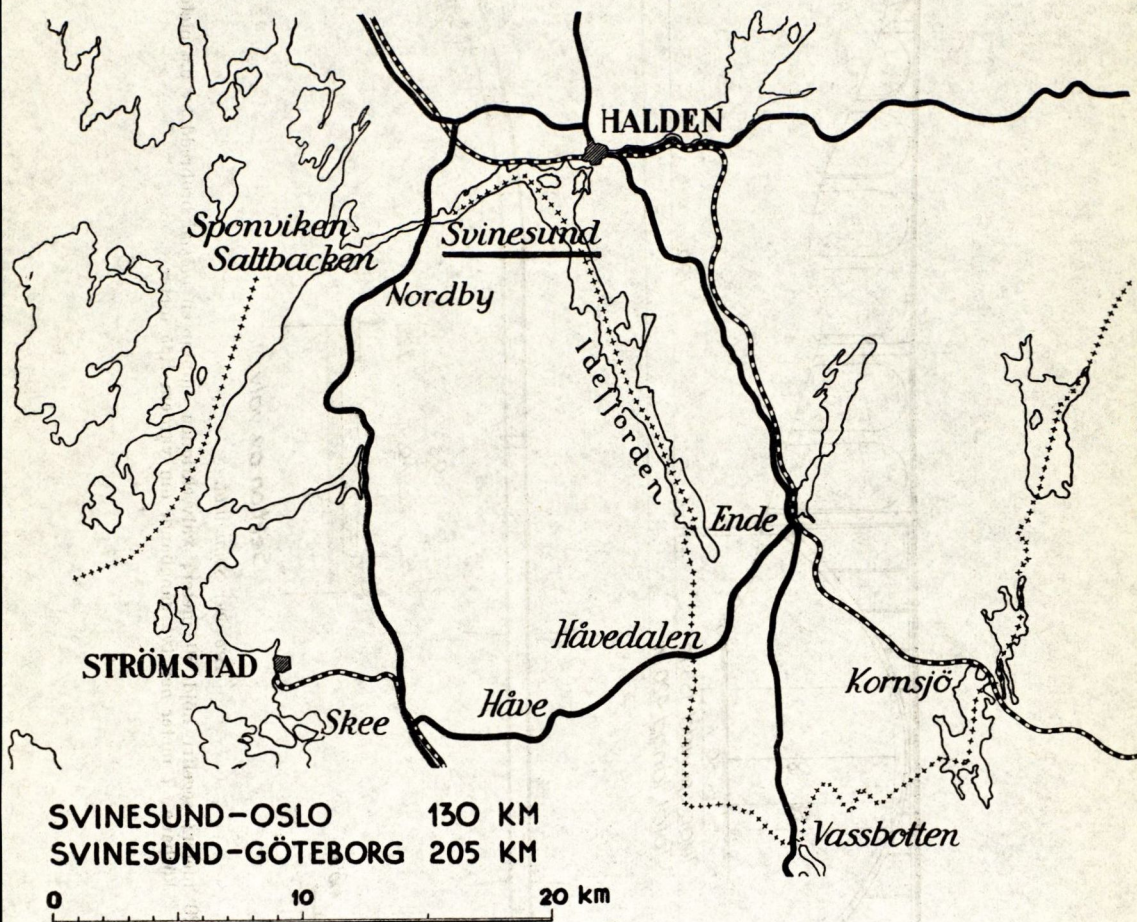 HALDEN
Sponviken
Saltbacken
Svinesund
Nordby
Idefjorden
Ende
Håvedalen
STRÖMSTAD
Kornsjö
Håve
Skee
SVINESUND-OSLO 130 KM
SVINESUND-GÖTEBORG 205 KM
Vassbotten
0 10 20 km